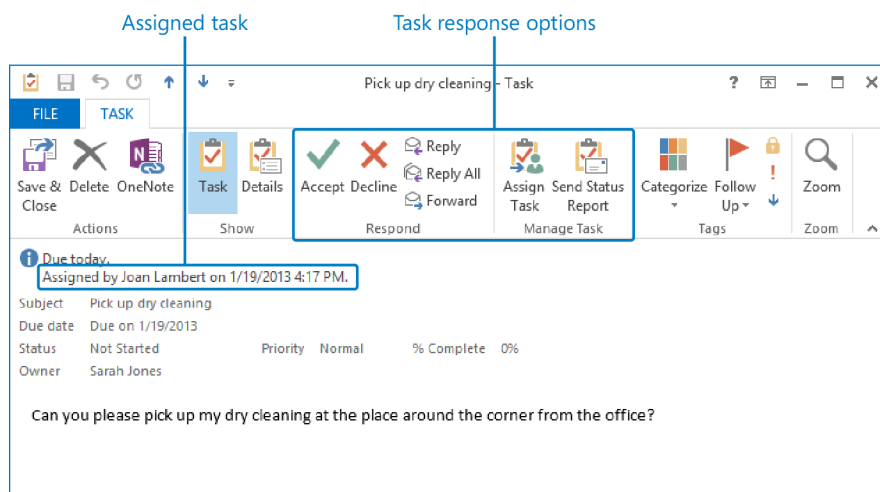 Assigned task Task response options
Pick up dry cleaning - Task ?
FILE TASK
Save & Close Delete OneNote Task Details Accept Decline Reply Reply All Forward Assign Task Send Status Report Categorize Follow Up Zoom
Actions Show Respond Manage Task Tags Zoom
Due today.
Assigned by Joan Lambert on 1/19/2013 4:17 PM.
Subject Pick up dry cleaning
Due date Due on 1/19/2013
Status Not Started Priority Normal % Complete 0%
Owner Sarah Jones
Can you please pick up my dry cleaning at the place around the corner from the office?